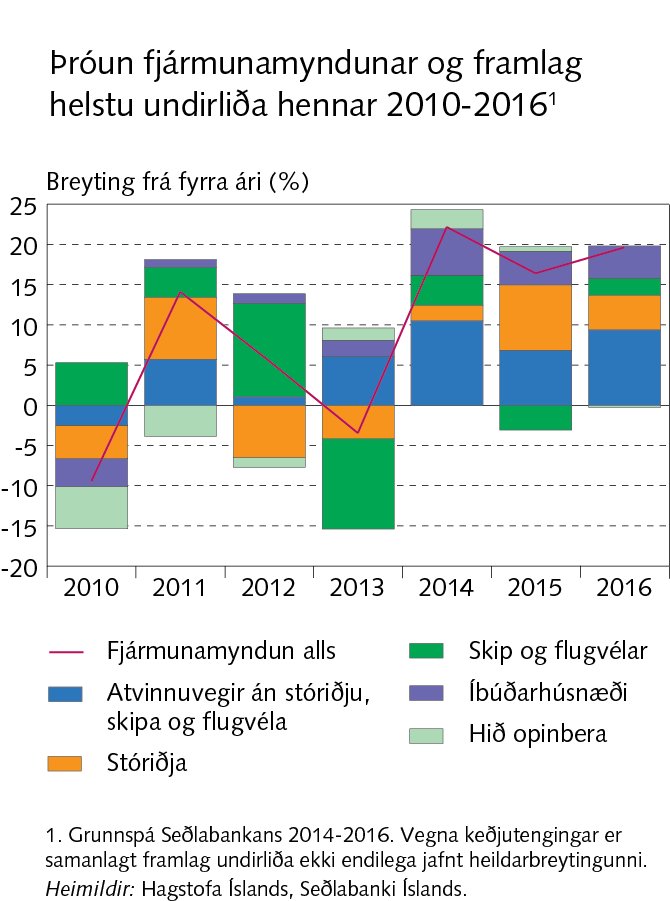 Þróun fjármunamyndunar og framlag
helstu undirliða hennar 2010-2016¹
Breyting frá fyrra ári (%)
25
20
15
10
5
0
-5
-10
-15
-20
2010 2011 2012 2013 2014 2015 2016
Fjármunamyndun alls
Atvinnuvegir án stóriðju,
skipa og flugvéla
Stóriðja
Skip og flugvélar
Íbúðarhúsnæði
Hið opinbera
1. Grunnspá Seðlabankans 2014-2016. Vegna keðjutengingar er
samanlagt framlag undirliða ekki endilega jafnt heildarbreytingunni.
Heimildir: Hagstofa Íslands, Seðlabanki Íslands.